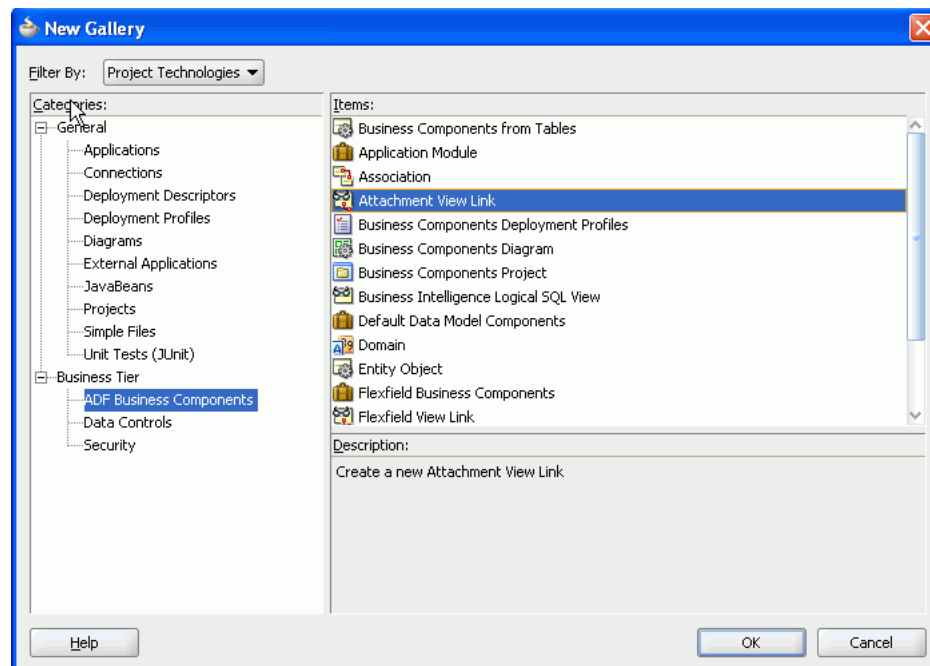 New Gallery
Filter By: Project Technologies
Categories:
General
Applications
Connections
Deployment Descriptors
Deployment Profiles
Diagrams
External Applications
JavaBeans
Projects
Simple Files
Unit Tests (JUnit)
Business Tier
ADF Business Components
Data Controls
Security
Items:
Business Components from Tables
Application Module
Association
Attachment View Link
Business Components Deployment Profiles
Business Components Diagram
Business Components Project
Business Intelligence Logical SQL View
Default Data Model Components
Domain
Entity Object
Flexfield Business Components
Flexfield View Link
Description:
Create a new Attachment View Link
Help
OK
Cancel